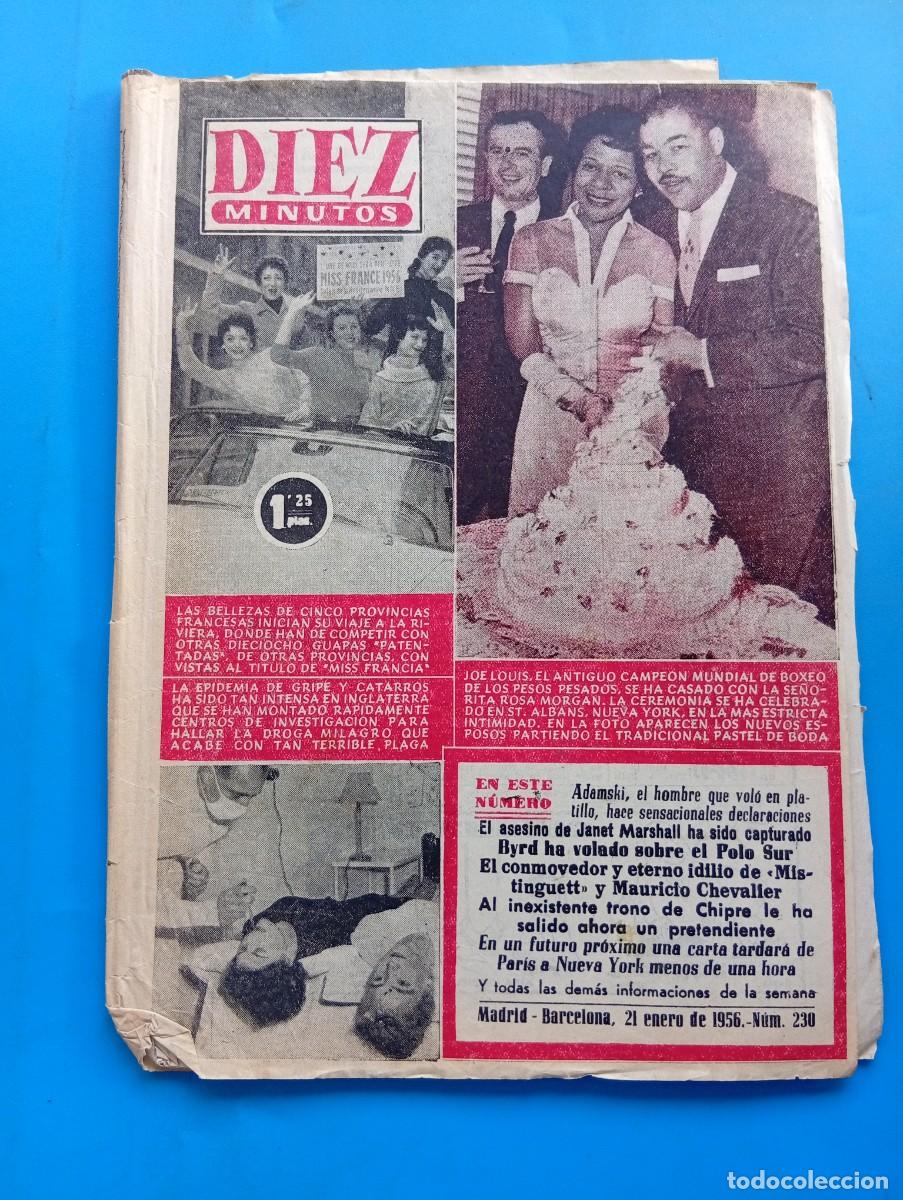 DIEZ
MINUTOS
MISS FRANCE 1956
1'25
ptas.
LAS BELLEZAS DE CINCO PROVINCIAS
FRANCESAS INICIAN SU VIAJE A LA RI-
VIERA, DONDE HAN DE COMPETIR CON
OTRAS DIECIOCHO GUAPAS "PATEN-
TADAS", DE OTRAS PROVINCIAS, CON
VISTAS AL TITULO DE "MISS FRANCIA"
LA EPIDEMIA DE GRIPE Y CATARROS
HA SIDO TAN INTENSA EN INGLATERRA
QUE SE HAN MONTADO RAPIDAMENTE
CENTROS DE INVESTIGACION PARA
HALLAR LA DROGA MILAGRO QUE
ACABE CON TAN TERRIBLE PLAGA
JOE LOUIS, EL ANTIGUO CAMPEON MUNDIAL DE BOXEO
DE LOS PESOS PESADOS, SE HA CASADO CON LA SEÑO-
RITA ROSA MORGAN. LA CEREMONIA SE HA CELEBRA-
DO EN ST. ALBANS, NUEVA YORK, EN LA MAS ESTRICTA
INTIMIDAD. EN LA FOTO APARECEN LOS NUEVOS ES-
POSOS PARTIENDO EL TRADICIONAL PASTEL DE BODA
EN ESTE
NÚMERO
Adamski, el hombre que voló en pla-
tillo, hace sensacionales declaraciones
El asesino de Janet Marshall ha sido capturado
Byrd ha volado sobre el Polo Sur
El conmovedor y eterno idilio de «Mis-
tinguett» y Mauricio Chevalier
Al inexistente trono de Chipre le ha
salido ahora un pretendiente
En un futuro próximo una carta tardará de
París a Nueva York menos de una hora
Y todas las demás informaciones de la semana
Madrid - Barcelona, 21 enero de 1956.-Núm. 230
todocoleccion